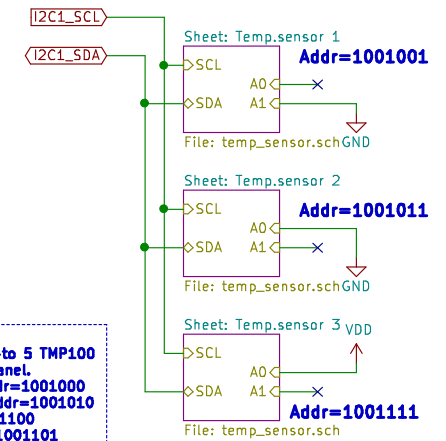 I2C1_SCL
I2C1_SDA
Sheet: Temp.sensor 1
Addr=1001001
SCL
A0
SDA
A1
File: temp_sensor.sch
GND
Sheet: Temp.sensor 2
Addr=1001011
SCL
A0
SDA
A1
File: temp_sensor.sch
GND
Sheet: Temp.sensor 3
VDD
SCL
A0
SDA
A1
Addr=1001111
File: temp_sensor.sch
-to 5 TMP100
anel.
dr=1001000
ddr=1001010
1100
1001101